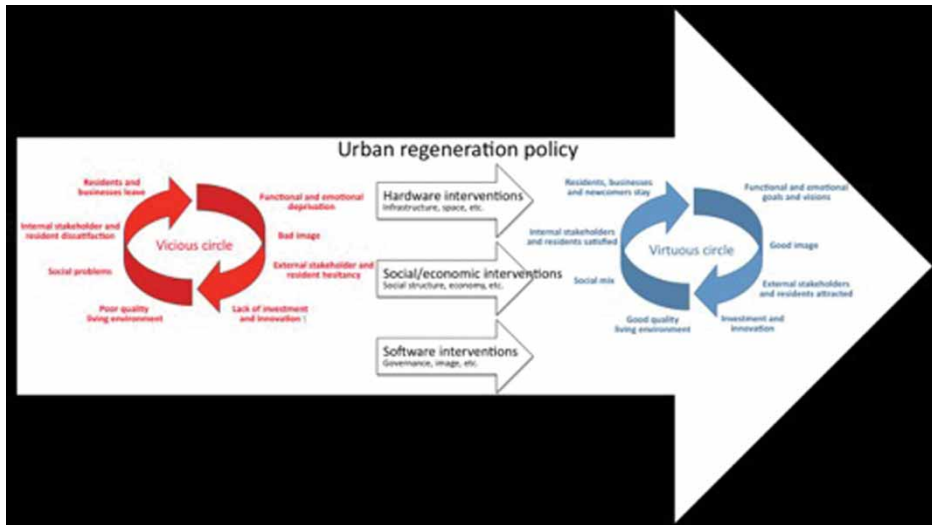 Urban regeneration policy
Residents and
businesses leave
Functional and emotional
deprivation
Internal stakeholder and
resident dissatifaction
Bad image
Vicious circle
External stakeholder and
resident hesitancy
Social problems
Poor quality
living environment
Lack of investment
and innovation
Hardware interventions
Infrastructure, space, etc.
Social/economic interventions
Social structure, economy, etc.
Software interventions
Governance, image, etc.
Residents, businesses
and newcomers stay
Functional and emotional
goals and visions
Internal stakeholders
and residents satisfied
Good image
Virtuous circle
Social mix
External stakeholders
and residents attracted
Good quality
living environment
Investment and
innovation